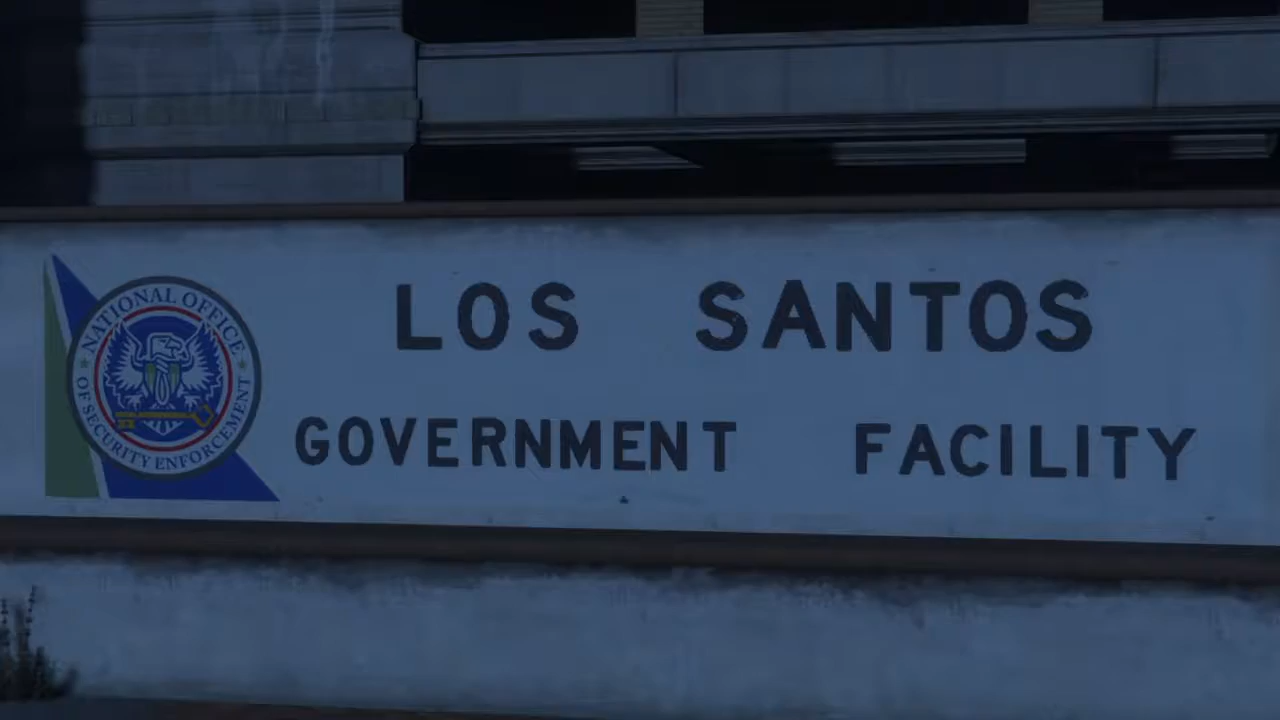 NATIONAL OFFICE
OF SECURITY ENFORCEMENT
LOS SANTOS
GOVERNMENT FACILITY